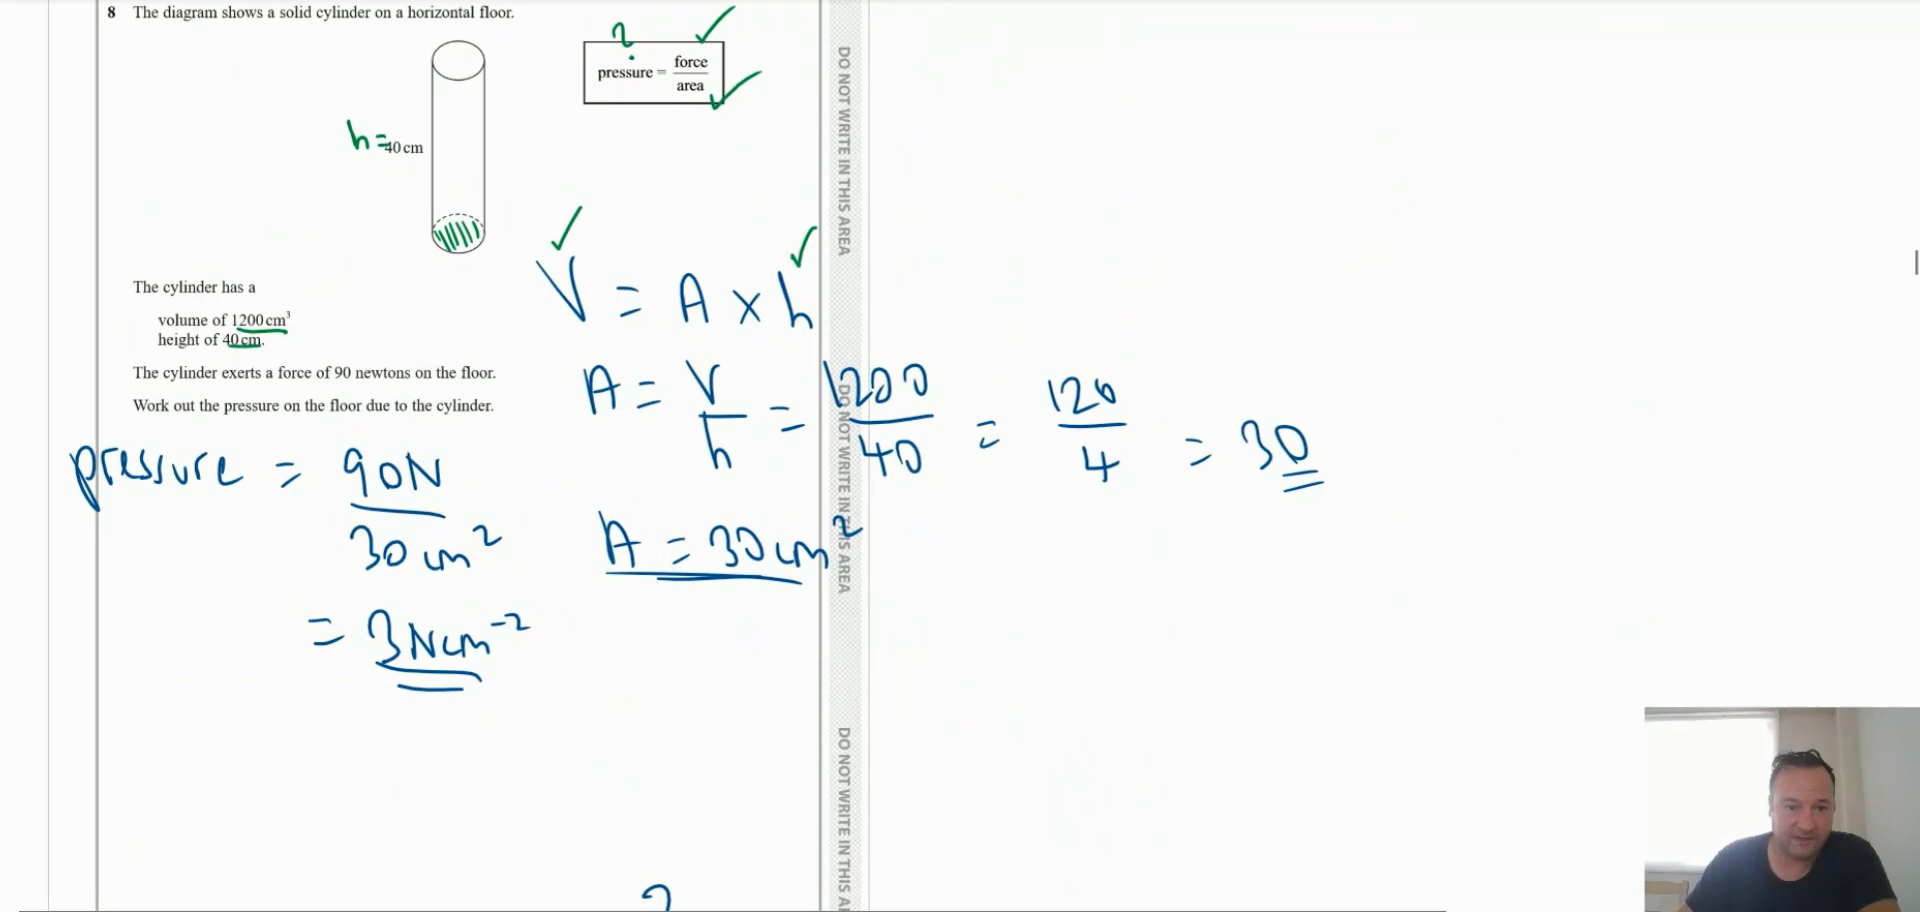 8 The diagram shows a solid cylinder on a horizontal floor.
?
pressure = force / area
h = 40 cm
The cylinder has a
volume of 1200 cm³
height of 40 cm.
The cylinder exerts a force of 90 newtons on the floor.
Work out the pressure on the floor due to the cylinder.
V = A × h
A = V / h = 1200 / 40 = 120 / 4 = 30
A = 30 cm²
pressure = 90N / 30 cm²
= 3Ncm⁻²
DO NOT WRITE IN THIS AREA
DO NOT WRITE IN THIS AREA
DO NOT WRITE IN THIS A